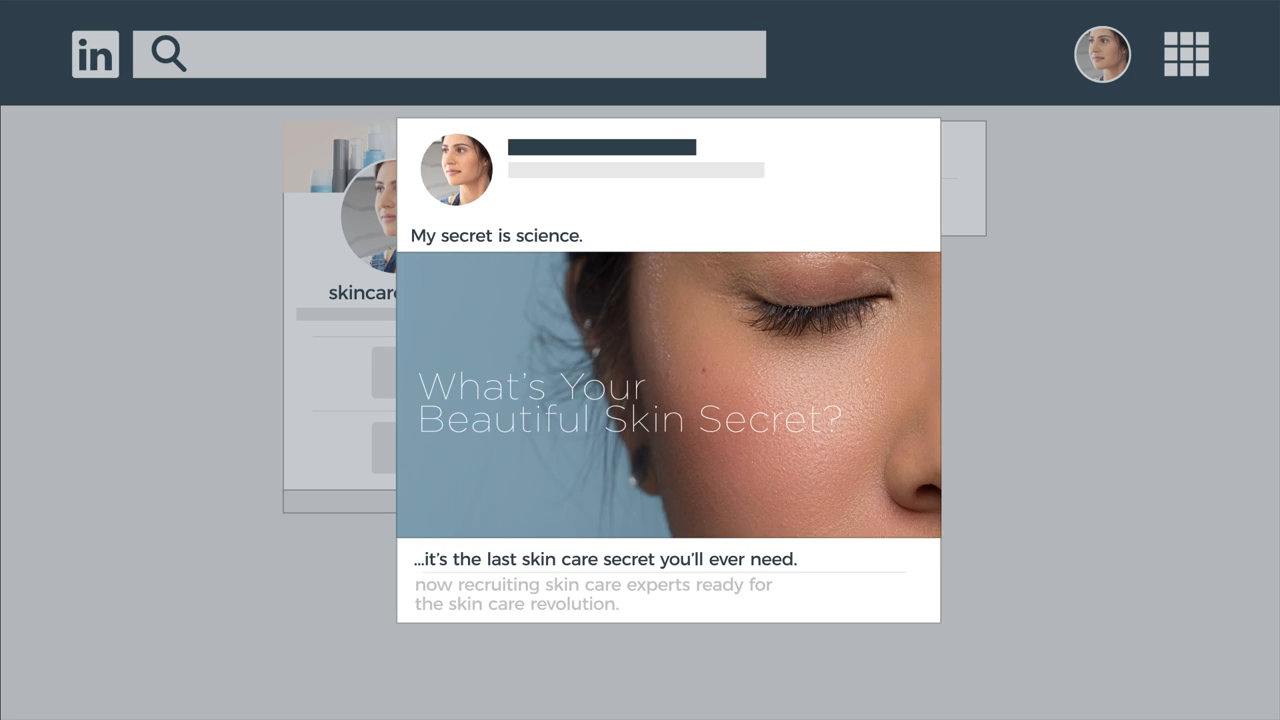 in
My secret is science.
skincare
What's Your
Beautiful Skin Secret?
...it's the last skin care secret you'll ever need.
now recruiting skin care experts ready for
the skin care revolution.